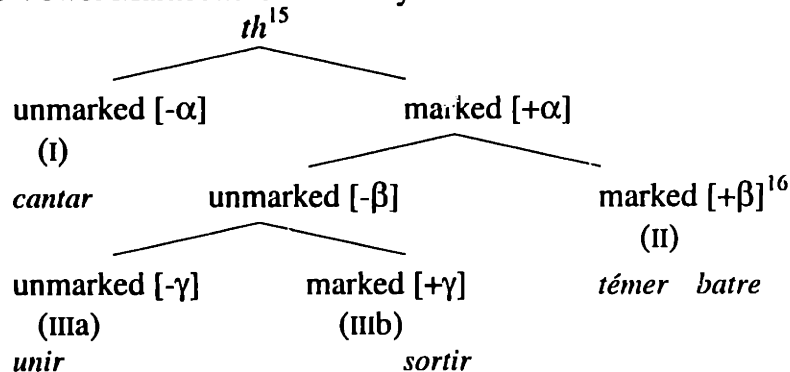 th15
unmarked [-α] marked [+α]
(I)
cantar unmarked [-β] marked [+β]16
(II)
unmarked [-γ] marked [+γ] témer batre
(IIIa) (IIIb)
unir sortir